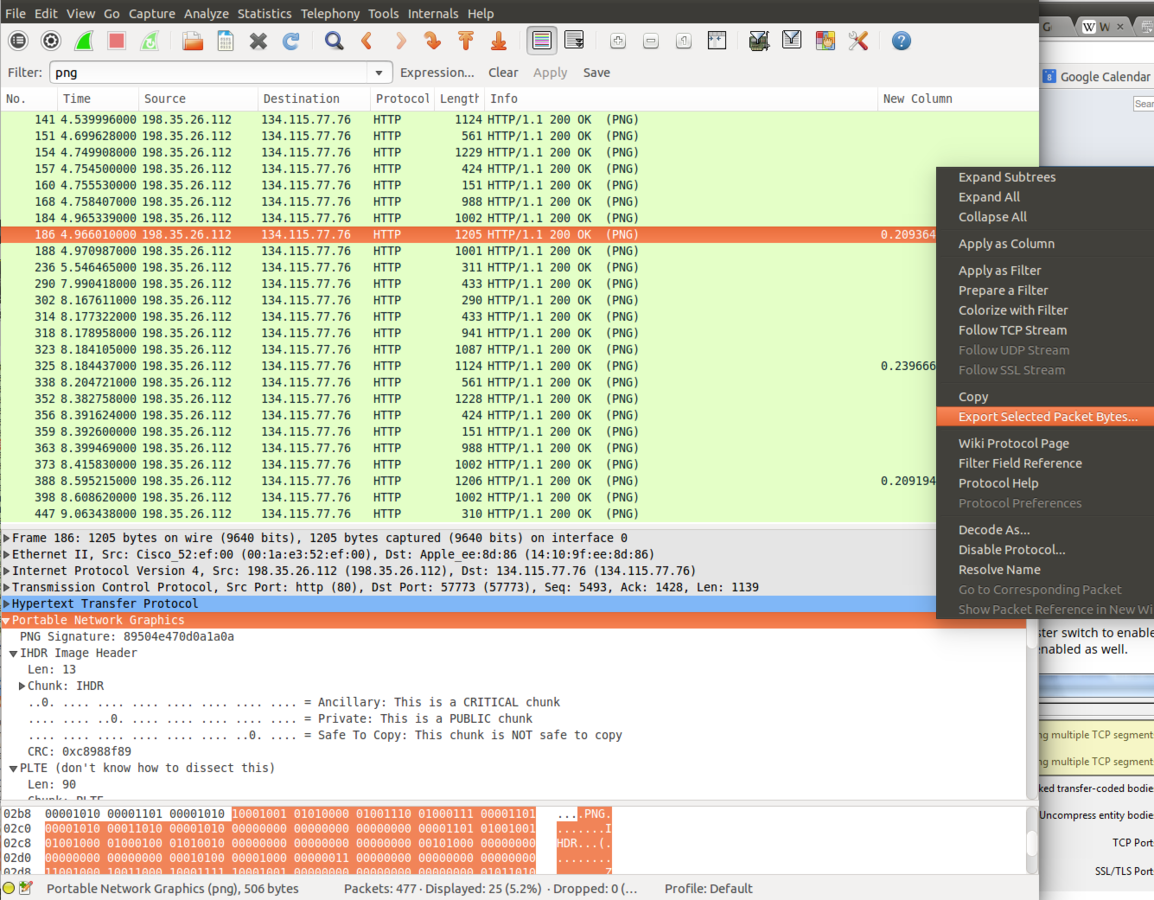 File Edit View Go Capture Analyze Statistics Telephony Tools Internals Help
Filter: png Expression... Clear Apply Save
No. Time Source Destination Protocol Length Info New Column
141 4.539996000 198.35.26.112 134.115.77.76 HTTP 1124 HTTP/1.1 200 OK (PNG)
151 4.699628000 198.35.26.112 134.115.77.76 HTTP 561 HTTP/1.1 200 OK (PNG)
154 4.749908000 198.35.26.112 134.115.77.76 HTTP 1229 HTTP/1.1 200 OK (PNG)
157 4.754500000 198.35.26.112 134.115.77.76 HTTP 424 HTTP/1.1 200 OK (PNG)
160 4.755530000 198.35.26.112 134.115.77.76 HTTP 151 HTTP/1.1 200 OK (PNG)
168 4.758407000 198.35.26.112 134.115.77.76 HTTP 988 HTTP/1.1 200 OK (PNG)
184 4.965339000 198.35.26.112 134.115.77.76 HTTP 1002 HTTP/1.1 200 OK (PNG)
186 4.966010000 198.35.26.112 134.115.77.76 HTTP 1205 HTTP/1.1 200 OK (PNG) 0.209364
188 4.970987000 198.35.26.112 134.115.77.76 HTTP 1001 HTTP/1.1 200 OK (PNG)
236 5.546465000 198.35.26.112 134.115.77.76 HTTP 311 HTTP/1.1 200 OK (PNG)
290 7.990418000 198.35.26.112 134.115.77.76 HTTP 433 HTTP/1.1 200 OK (PNG)
302 8.167611000 198.35.26.112 134.115.77.76 HTTP 290 HTTP/1.1 200 OK (PNG)
314 8.177322000 198.35.26.112 134.115.77.76 HTTP 433 HTTP/1.1 200 OK (PNG)
318 8.178958000 198.35.26.112 134.115.77.76 HTTP 941 HTTP/1.1 200 OK (PNG)
323 8.184105000 198.35.26.112 134.115.77.76 HTTP 1087 HTTP/1.1 200 OK (PNG)
325 8.184437000 198.35.26.112 134.115.77.76 HTTP 1124 HTTP/1.1 200 OK (PNG) 0.239666
338 8.204721000 198.35.26.112 134.115.77.76 HTTP 561 HTTP/1.1 200 OK (PNG)
352 8.382758000 198.35.26.112 134.115.77.76 HTTP 1228 HTTP/1.1 200 OK (PNG)
356 8.391624000 198.35.26.112 134.115.77.76 HTTP 424 HTTP/1.1 200 OK (PNG)
359 8.392600000 198.35.26.112 134.115.77.76 HTTP 151 HTTP/1.1 200 OK (PNG)
363 8.399469000 198.35.26.112 134.115.77.76 HTTP 988 HTTP/1.1 200 OK (PNG)
373 8.415830000 198.35.26.112 134.115.77.76 HTTP 1002 HTTP/1.1 200 OK (PNG)
388 8.595215000 198.35.26.112 134.115.77.76 HTTP 1206 HTTP/1.1 200 OK (PNG) 0.209194
398 8.608620000 198.35.26.112 134.115.77.76 HTTP 1002 HTTP/1.1 200 OK (PNG)
447 9.063438000 198.35.26.112 134.115.77.76 HTTP 310 HTTP/1.1 200 OK (PNG)
Frame 186: 1205 bytes on wire (9640 bits), 1205 bytes captured (9640 bits) on interface 0
Ethernet II, Src: Cisco_52:ef:00 (00:1a:e3:52:ef:00), Dst: Apple_ee:8d:86 (14:10:9f:ee:8d:86)
Internet Protocol Version 4, Src: 198.35.26.112 (198.35.26.112), Dst: 134.115.77.76 (134.115.77.76)
Transmission Control Protocol, Src Port: http (80), Dst Port: 57773 (57773), Seq: 5493, Ack: 1428, Len: 1139
Hypertext Transfer Protocol
Portable Network Graphics
PNG Signature: 89504e470d0a1a0a
IHDR Image Header
Len: 13
Chunk: IHDR
..0. .... .... .... .... .... .... .... = Ancillary: This is a CRITICAL chunk
.... .... ..0. .... .... .... .... .... = Private: This is a PUBLIC chunk
.... .... .... .... .... .... ..0. .... = Safe To Copy: This chunk is NOT safe to copy
CRC: 0xc8988f89
PLTE (don't know how to dissect this)
Len: 90
Chunk: PLTE
02b8 00001010 00001101 00001010 10001001 01010000 01001110 01000111 00001101 ....PNG.
02c0 00001010 00011010 00001010 00000000 00000000 00000000 00001101 01001001 .......I
02c8 01001000 01000100 01010010 00000000 00000000 00000000 00101000 00000000 HDR...(.
02d0 00000000 00000000 00010100 00001000 00000011 00000000 00000000 00000000 ........
02d8 11001000 10011000 10001111 10001001 00000000 00000000 00000000 01011010 Z
Portable Network Graphics (png), 506 bytes Packets: 477 · Displayed: 25 (5.2%) · Dropped: 0 (... Profile: Default
Expand Subtrees
Expand All
Collapse All
Apply as Column
Apply as Filter
Prepare a Filter
Colorize with Filter
Follow TCP Stream
Follow UDP Stream
Follow SSL Stream
Copy
Export Selected Packet Bytes...
Wiki Protocol Page
Filter Field Reference
Protocol Help
Protocol Preferences
Decode As...
Disable Protocol...
Resolve Name
Go to Corresponding Packet
Show Packet Reference in New Wi
G W W
8 Google Calendar
Sear
ster switch to enable
enabled as well.
ng multiple TCP segment
ng multiple TCP segment
ked transfer-coded bodie
Uncompress entity bodie
TCP Port
SSL/TLS Port